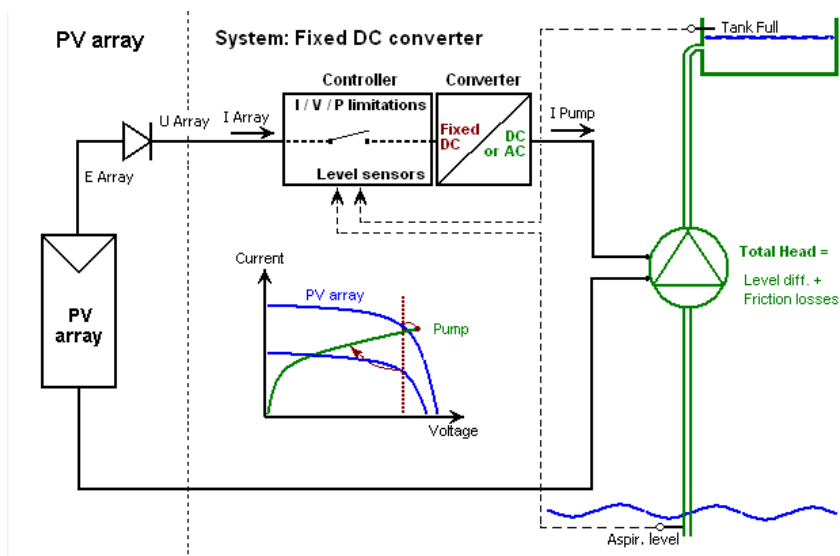 PV array
System: Fixed DC converter
Tank Full
Controller
Converter
U Array
I Array
I / V / P limitations
I Pump
Fixed
DC
DC
or AC
Level sensors
E Array
PV
array
Current
PV array
Pump
Voltage
Total Head =
Level diff. +
Friction losses
Aspir. level